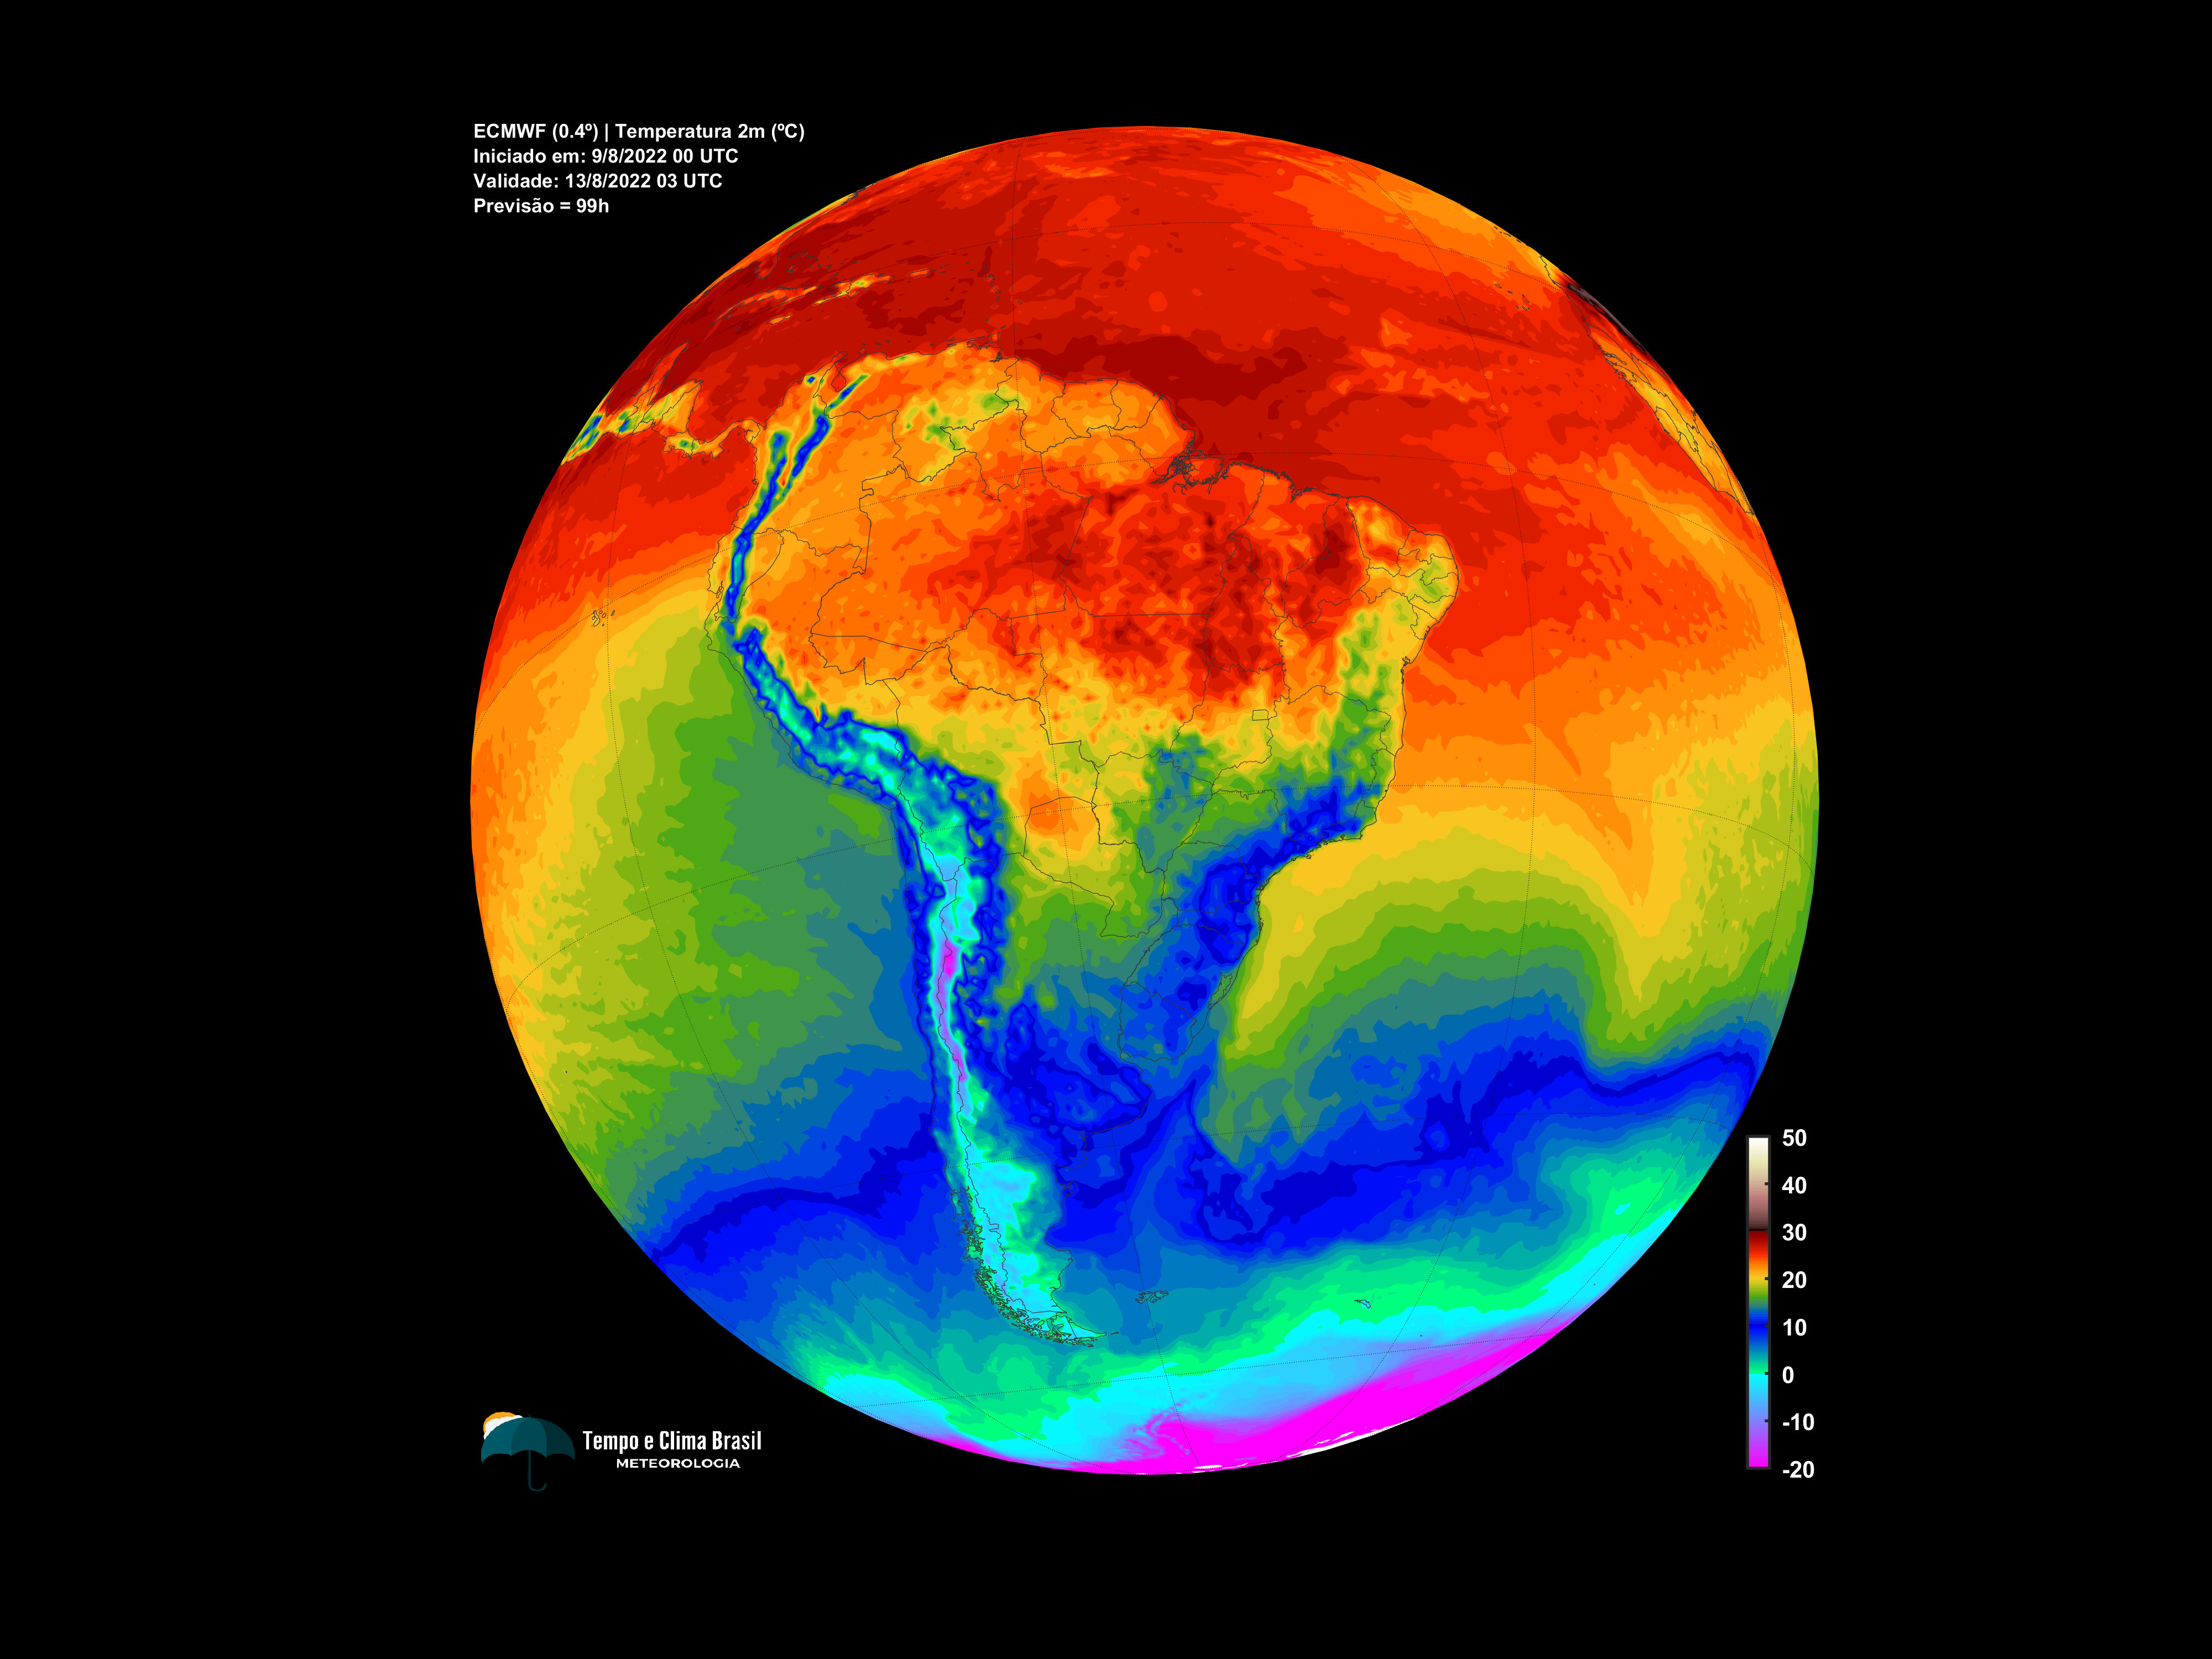 ECMWF (0.4º) | Temperatura 2m (ºC)
Iniciado em: 9/8/2022 00 UTC
Validade: 13/8/2022 03 UTC
Previsão = 99h
50
40
30
20
10
0
-10
-20
Tempo e Clima Brasil
METEOROLOGIA